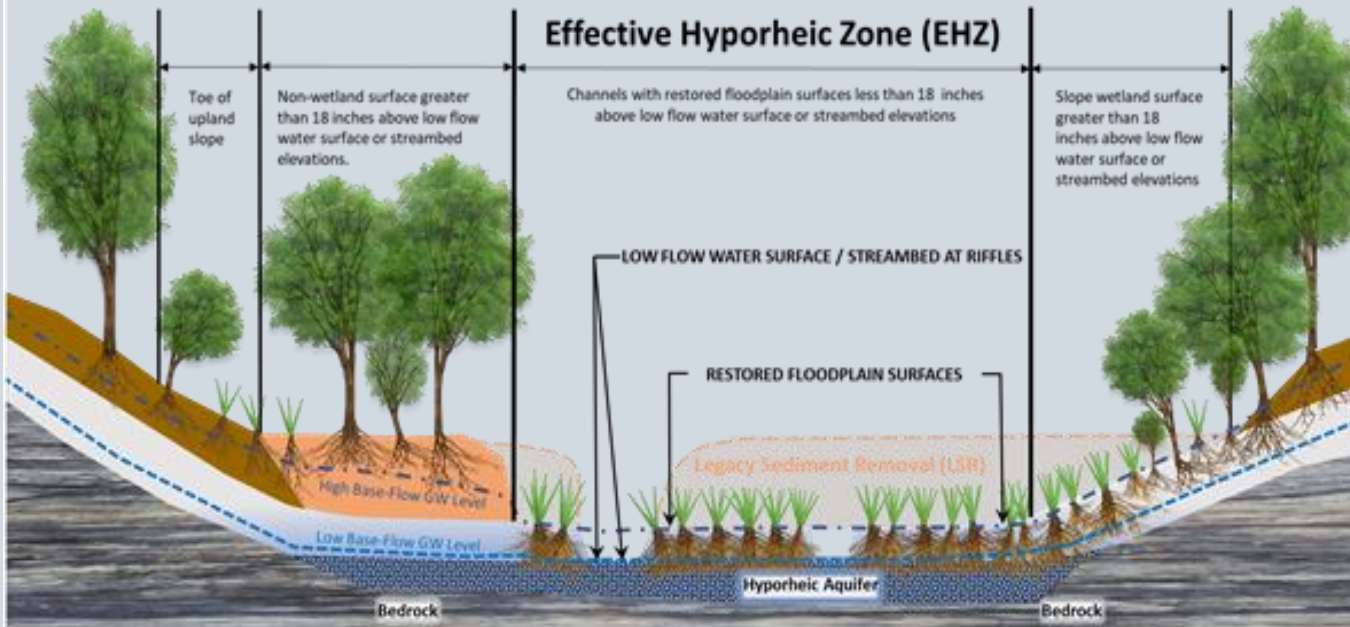 Effective Hyporheic Zone (EHZ)
Toe of
upland
slope
Non-wetland surface greater
than 18 inches above low flow
water surface or streambed
elevations.
Channels with restored floodplain surfaces less than 18 inches
above low flow water surface or streambed elevations
Slope wetland surface
greater than 18
inches above low flow
water surface or
streambed elevations
LOW FLOW WATER SURFACE / STREAMBED AT RIFFLES
RESTORED FLOODPLAIN SURFACES
Legacy Sediment Removal (LSR)
High Base-Flow GW Level
Low Base-Flow GW Level
Hyporheic Aquifer
Bedrock
Bedrock